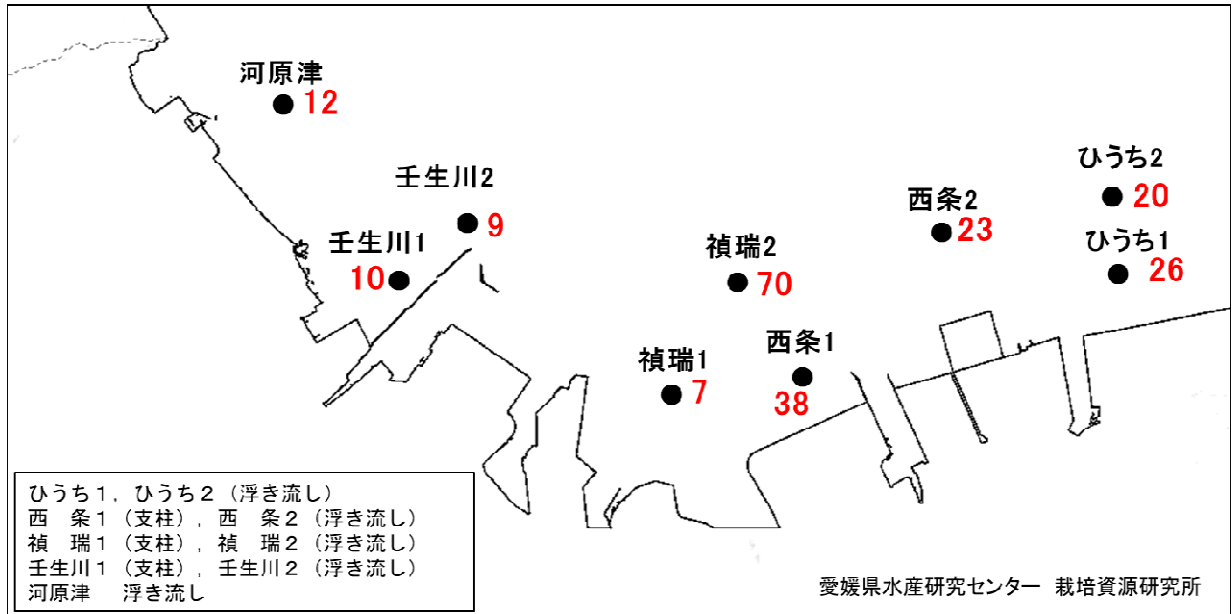 河原津
12
壬生川2
9
壬生川1
10
禎瑞2
70
禎瑞1
7
西条1
38
西条2
23
ひうち2
20
ひうち1
26
ひうち1，ひうち2（浮き流し）
西　条1（支柱），西　条2（浮き流し）
禎　瑞1（支柱），禎　瑞2（浮き流し）
壬生川1（支柱），壬生川2（浮き流し）
河原津　浮き流し
愛媛県水産研究センター 栽培資源研究所